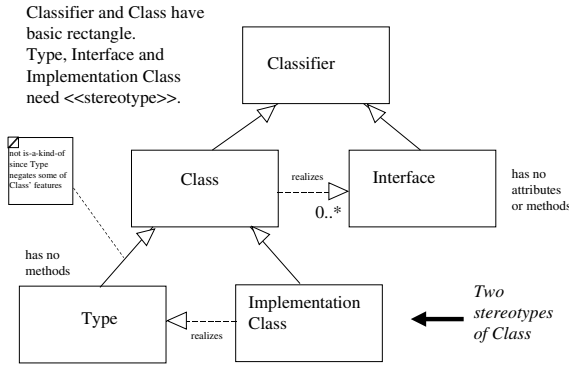 Classifier and Class have
basic rectangle.
Type, Interface and
Implementation Class
need <<stereotype>>.
Classifier
not is-a-kind-of
since Type
negates some of
Class' features
Class
realizes
0..*
Interface
has no
attributes
or methods
has no
methods
Type
realizes
Implementation
Class
Two
stereotypes
of Class